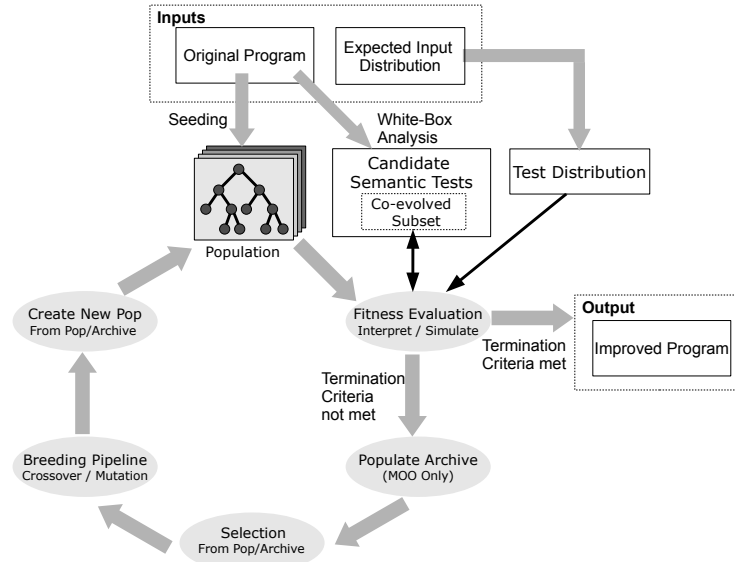 Inputs
Original Program
Expected Input
Distribution
Seeding
White-Box
Analysis
Candidate
Semantic Tests
Co-evolved
Subset
Test Distribution
Population
Create New Pop
From Pop/Archive
Fitness Evaluation
Interpret / Simulate
Output
Improved Program
Termination
Criteria met
Termination
Criteria
not met
Breeding Pipeline
Crossover / Mutation
Populate Archive
(MOO Only)
Selection
From Pop/Archive